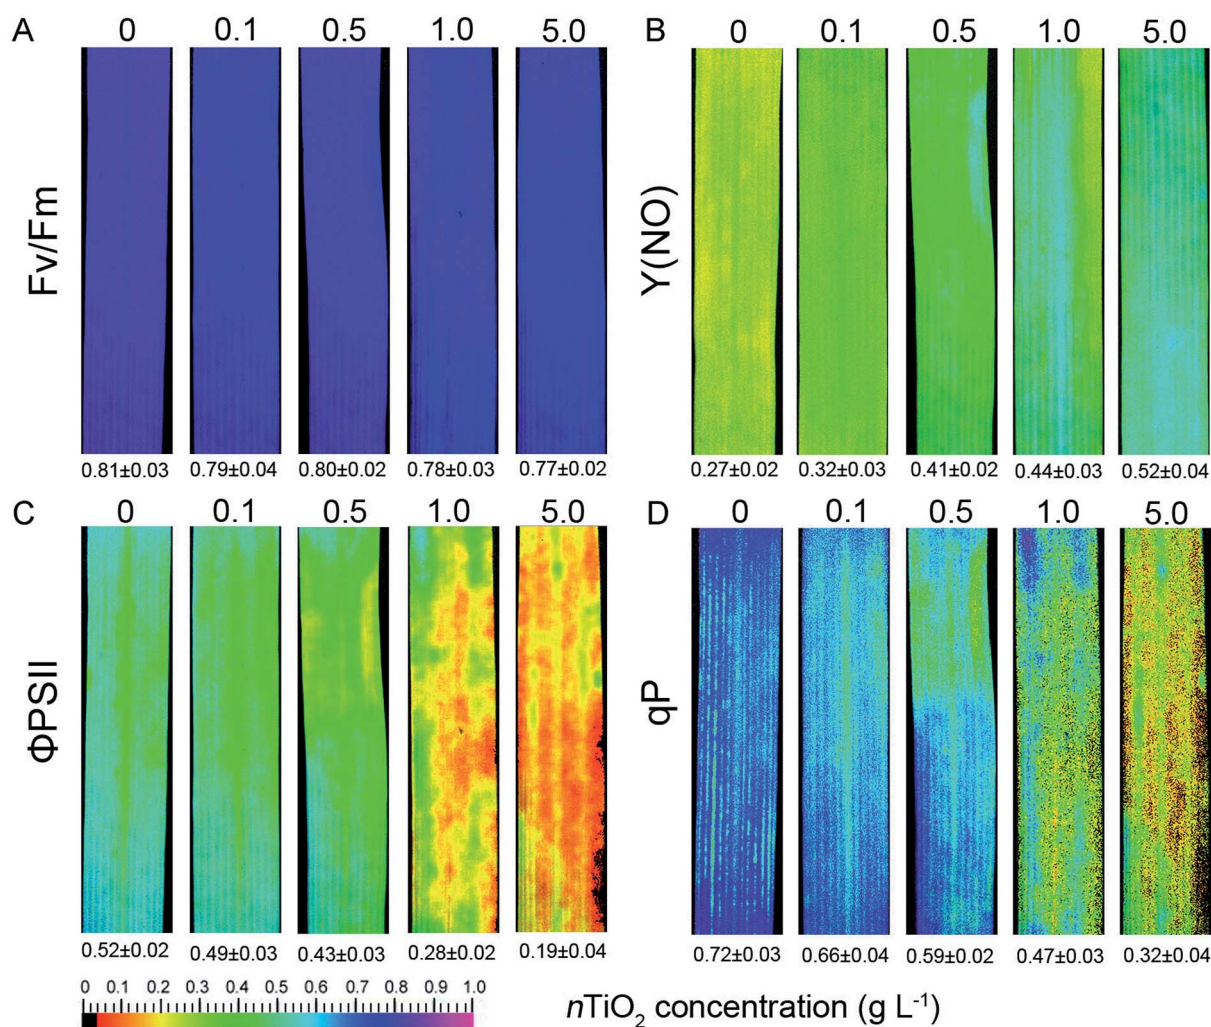 A
0 0.1 0.5 1.0 5.0
Fv/Fm
0.81±0.03 0.79±0.04 0.80±0.02 0.78±0.03 0.77±0.02
B
0 0.1 0.5 1.0 5.0
Y(NO)
0.27±0.02 0.32±0.03 0.41±0.02 0.44±0.03 0.52±0.04
C
0 0.1 0.5 1.0 5.0
ΦPSII
0.52±0.02 0.49±0.03 0.43±0.03 0.28±0.02 0.19±0.04
D
0 0.1 0.5 1.0 5.0
qP
0.72±0.03 0.66±0.04 0.59±0.02 0.47±0.03 0.32±0.04
0 0.1 0.2 0.3 0.4 0.5 0.6 0.7 0.8 0.9 1.0
nTiO₂ concentration (g L⁻¹)